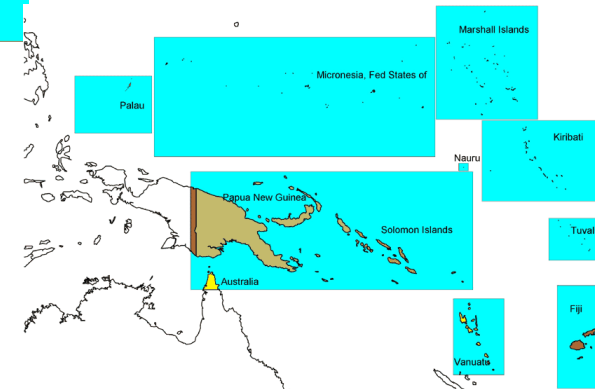 Marshall Islands
Micronesia, Fed States of
Palau
Kiribati
Nauru
Papua New Guinea
Solomon Islands
Tuval
Australia
Fiji
Vanuatu